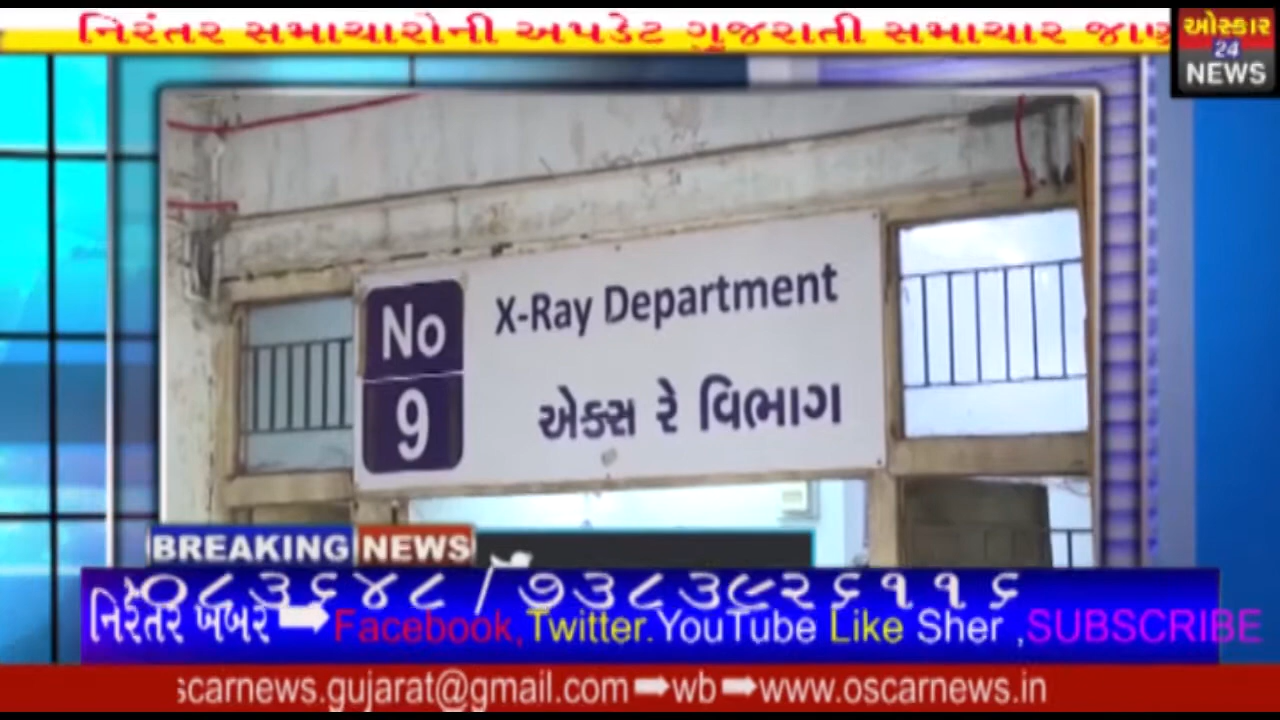 નિરંતર સમાચારોની અપડેટ ગુજરાતી સમાચાર
ઓસ્કાર
24
NEWS
No
9
X-Ray Department
એક્સ રે વિભાગ
BREAKING NEWS
૦૮૩૬૪૮ / ૭૩૮૩૯૨૬૧૧૬
નિરંતર ખબર ➡ Facebook,Twitter.YouTube Like Sher ,SUBSCRIBE
scarnews.gujarat@gmail.com➡wb➡www.oscarnews.in